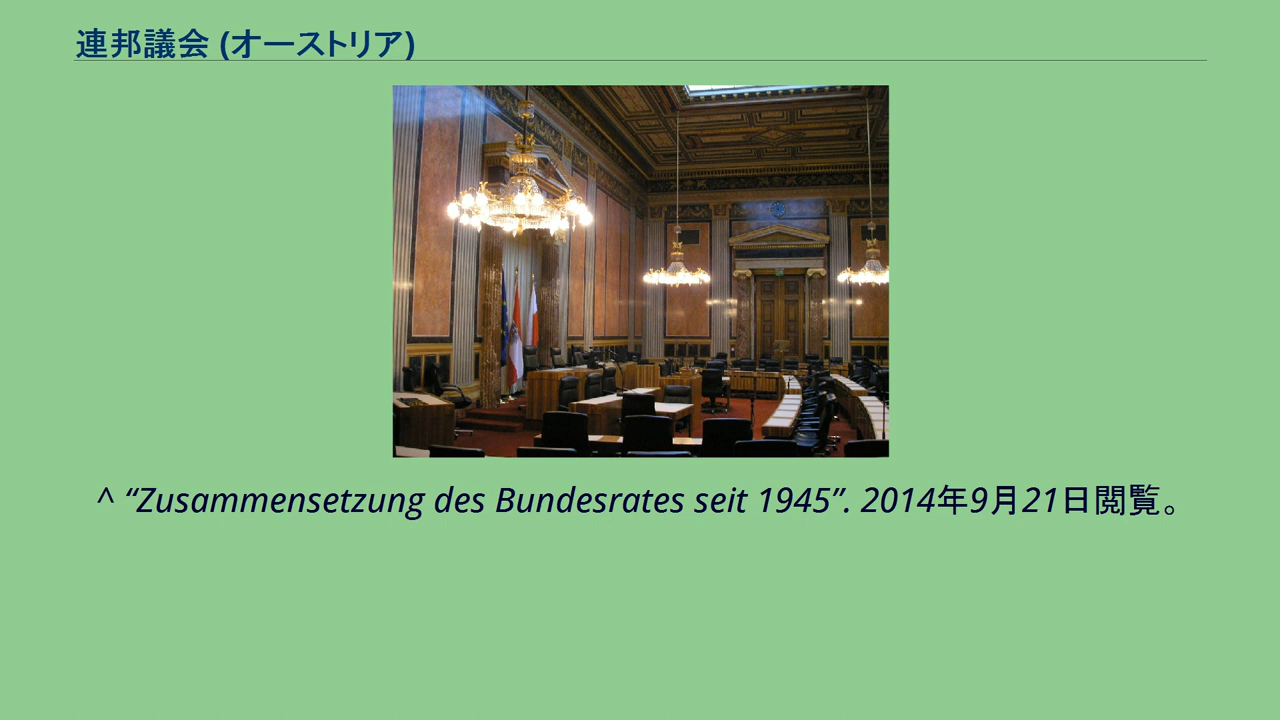 連邦議会 (オーストリア)
^ “Zusammensetzung des Bundesrates seit 1945”. 2014年9月21日閲覧。